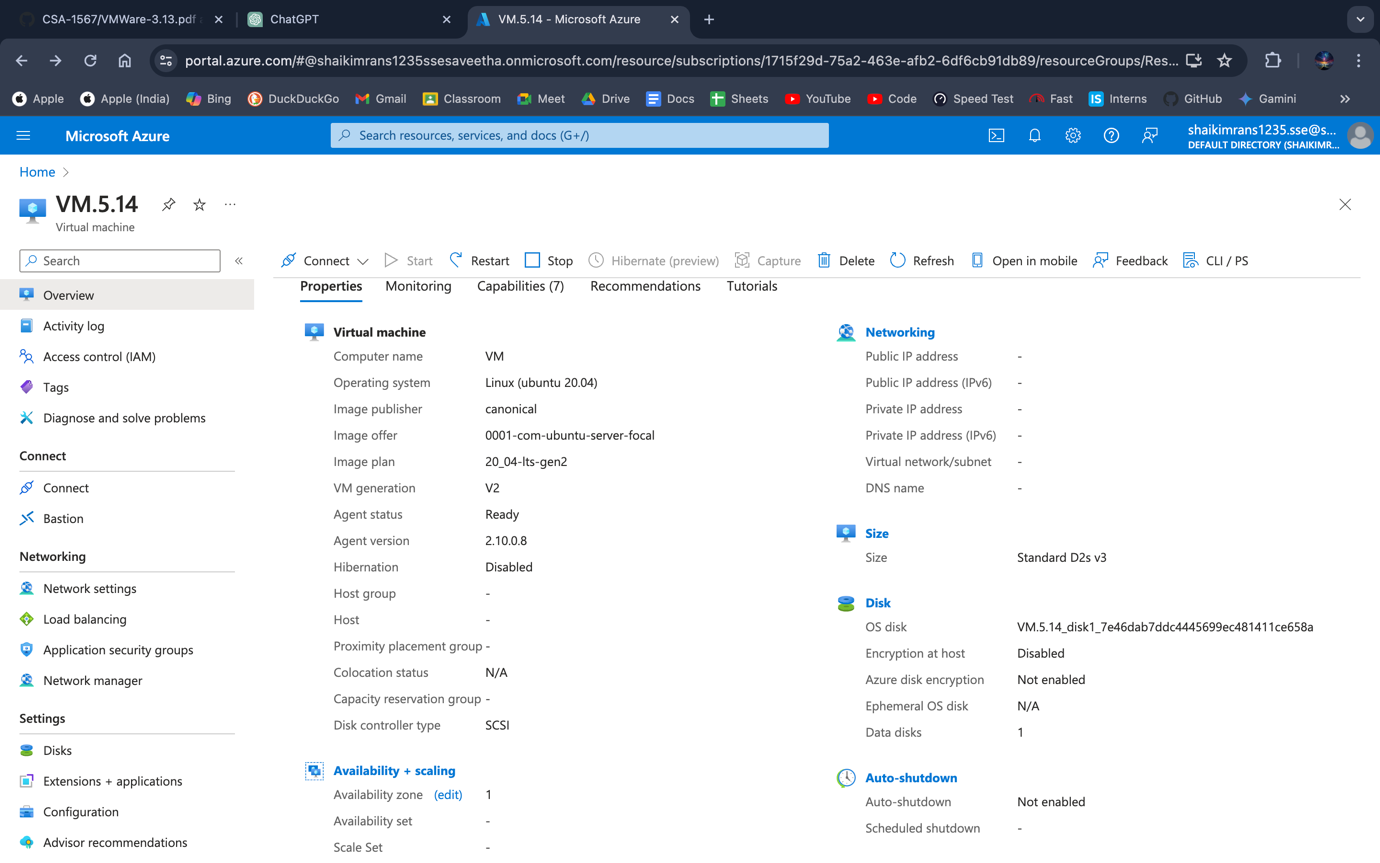 CSA-1567/VMWare-3.13.pdf
ChatGPT
VM.5.14 - Microsoft Azure
portal.azure.com/#@shaikimrans1235ssesaveetha.onmicrosoft.com/resource/subscriptions/1715f29d-75a2-463e-afb2-6df6cb91db89/resourceGroups/Res...
Apple
Apple (India)
Bing
DuckDuckGo
Gmail
Classroom
Meet
Drive
Docs
Sheets
YouTube
Code
Speed Test
Fast
IS Interns
GitHub
Gamini
Microsoft Azure
Search resources, services, and docs (G+/)
shaikimrans1235.sse@s...
DEFAULT DIRECTORY (SHAIKIMR...
Home
VM.5.14
Virtual machine
Search
Connect
Start
Restart
Stop
Hibernate (preview)
Capture
Delete
Refresh
Open in mobile
Feedback
CLI / PS
Overview
Activity log
Access control (IAM)
Tags
Diagnose and solve problems
Connect
Connect
Bastion
Networking
Network settings
Load balancing
Application security groups
Network manager
Settings
Disks
Extensions + applications
Configuration
Advisor recommendations
Properties
Monitoring
Capabilities (7)
Recommendations
Tutorials
Virtual machine
Computer name VM
Operating system Linux (ubuntu 20.04)
Image publisher canonical
Image offer 0001-com-ubuntu-server-focal
Image plan 20_04-lts-gen2
VM generation V2
Agent status Ready
Agent version 2.10.0.8
Hibernation Disabled
Host group -
Host -
Proximity placement group -
Colocation status N/A
Capacity reservation group -
Disk controller type SCSI
Availability + scaling
Availability zone (edit) 1
Availability set -
Scale Set -
Networking
Public IP address -
Public IP address (IPv6) -
Private IP address -
Private IP address (IPv6) -
Virtual network/subnet -
DNS name -
Size
Size Standard D2s v3
Disk
OS disk VM.5.14_disk1_7e46dab7ddc4445699ec481411ce658a
Encryption at host Disabled
Azure disk encryption Not enabled
Ephemeral OS disk N/A
Data disks 1
Auto-shutdown
Auto-shutdown Not enabled
Scheduled shutdown -